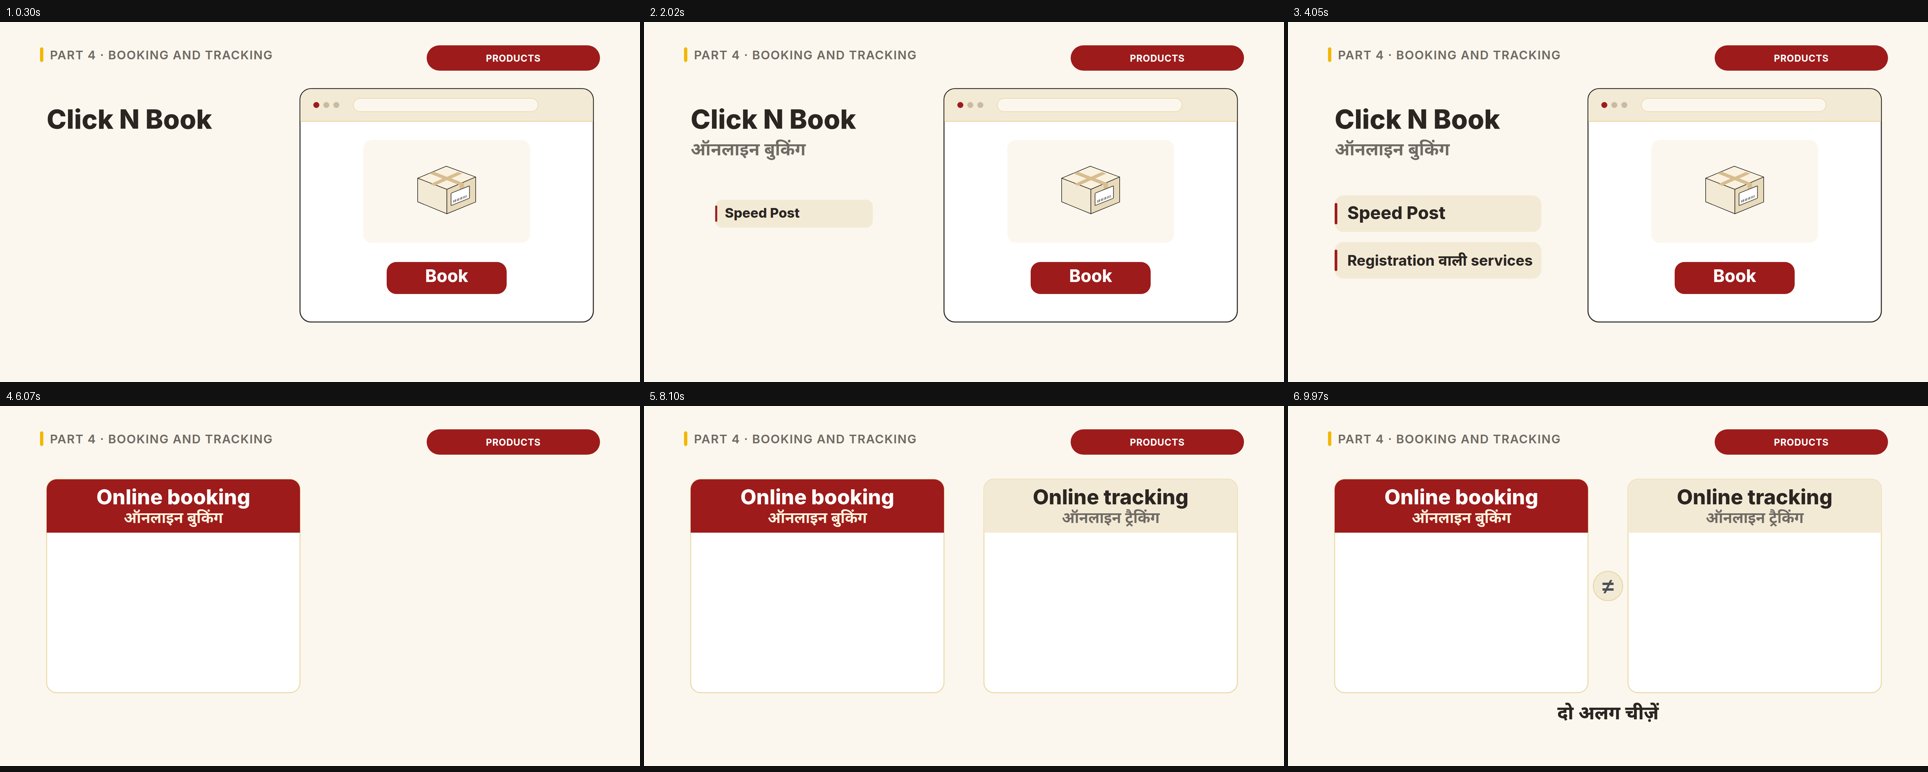 1. 0.30s
PART 4 · BOOKING AND TRACKING
PRODUCTS
Click N Book
Book
2. 2.02s
PART 4 · BOOKING AND TRACKING
PRODUCTS
Click N Book
ऑनलाइन बुकिंग
Speed Post
Book
3. 4.05s
PART 4 · BOOKING AND TRACKING
PRODUCTS
Click N Book
ऑनलाइन बुकिंग
Speed Post
Registration वाली services
Book
4. 6.07s
PART 4 · BOOKING AND TRACKING
PRODUCTS
Online booking
ऑनलाइन बुकिंग
5. 8.10s
PART 4 · BOOKING AND TRACKING
PRODUCTS
Online booking
ऑनलाइन बुकिंग
Online tracking
ऑनलाइन ट्रैकिंग
6. 9.97s
PART 4 · BOOKING AND TRACKING
PRODUCTS
Online booking
ऑनलाइन बुकिंग
≠
Online tracking
ऑनलाइन ट्रैकिंग
दो अलग चीज़ें